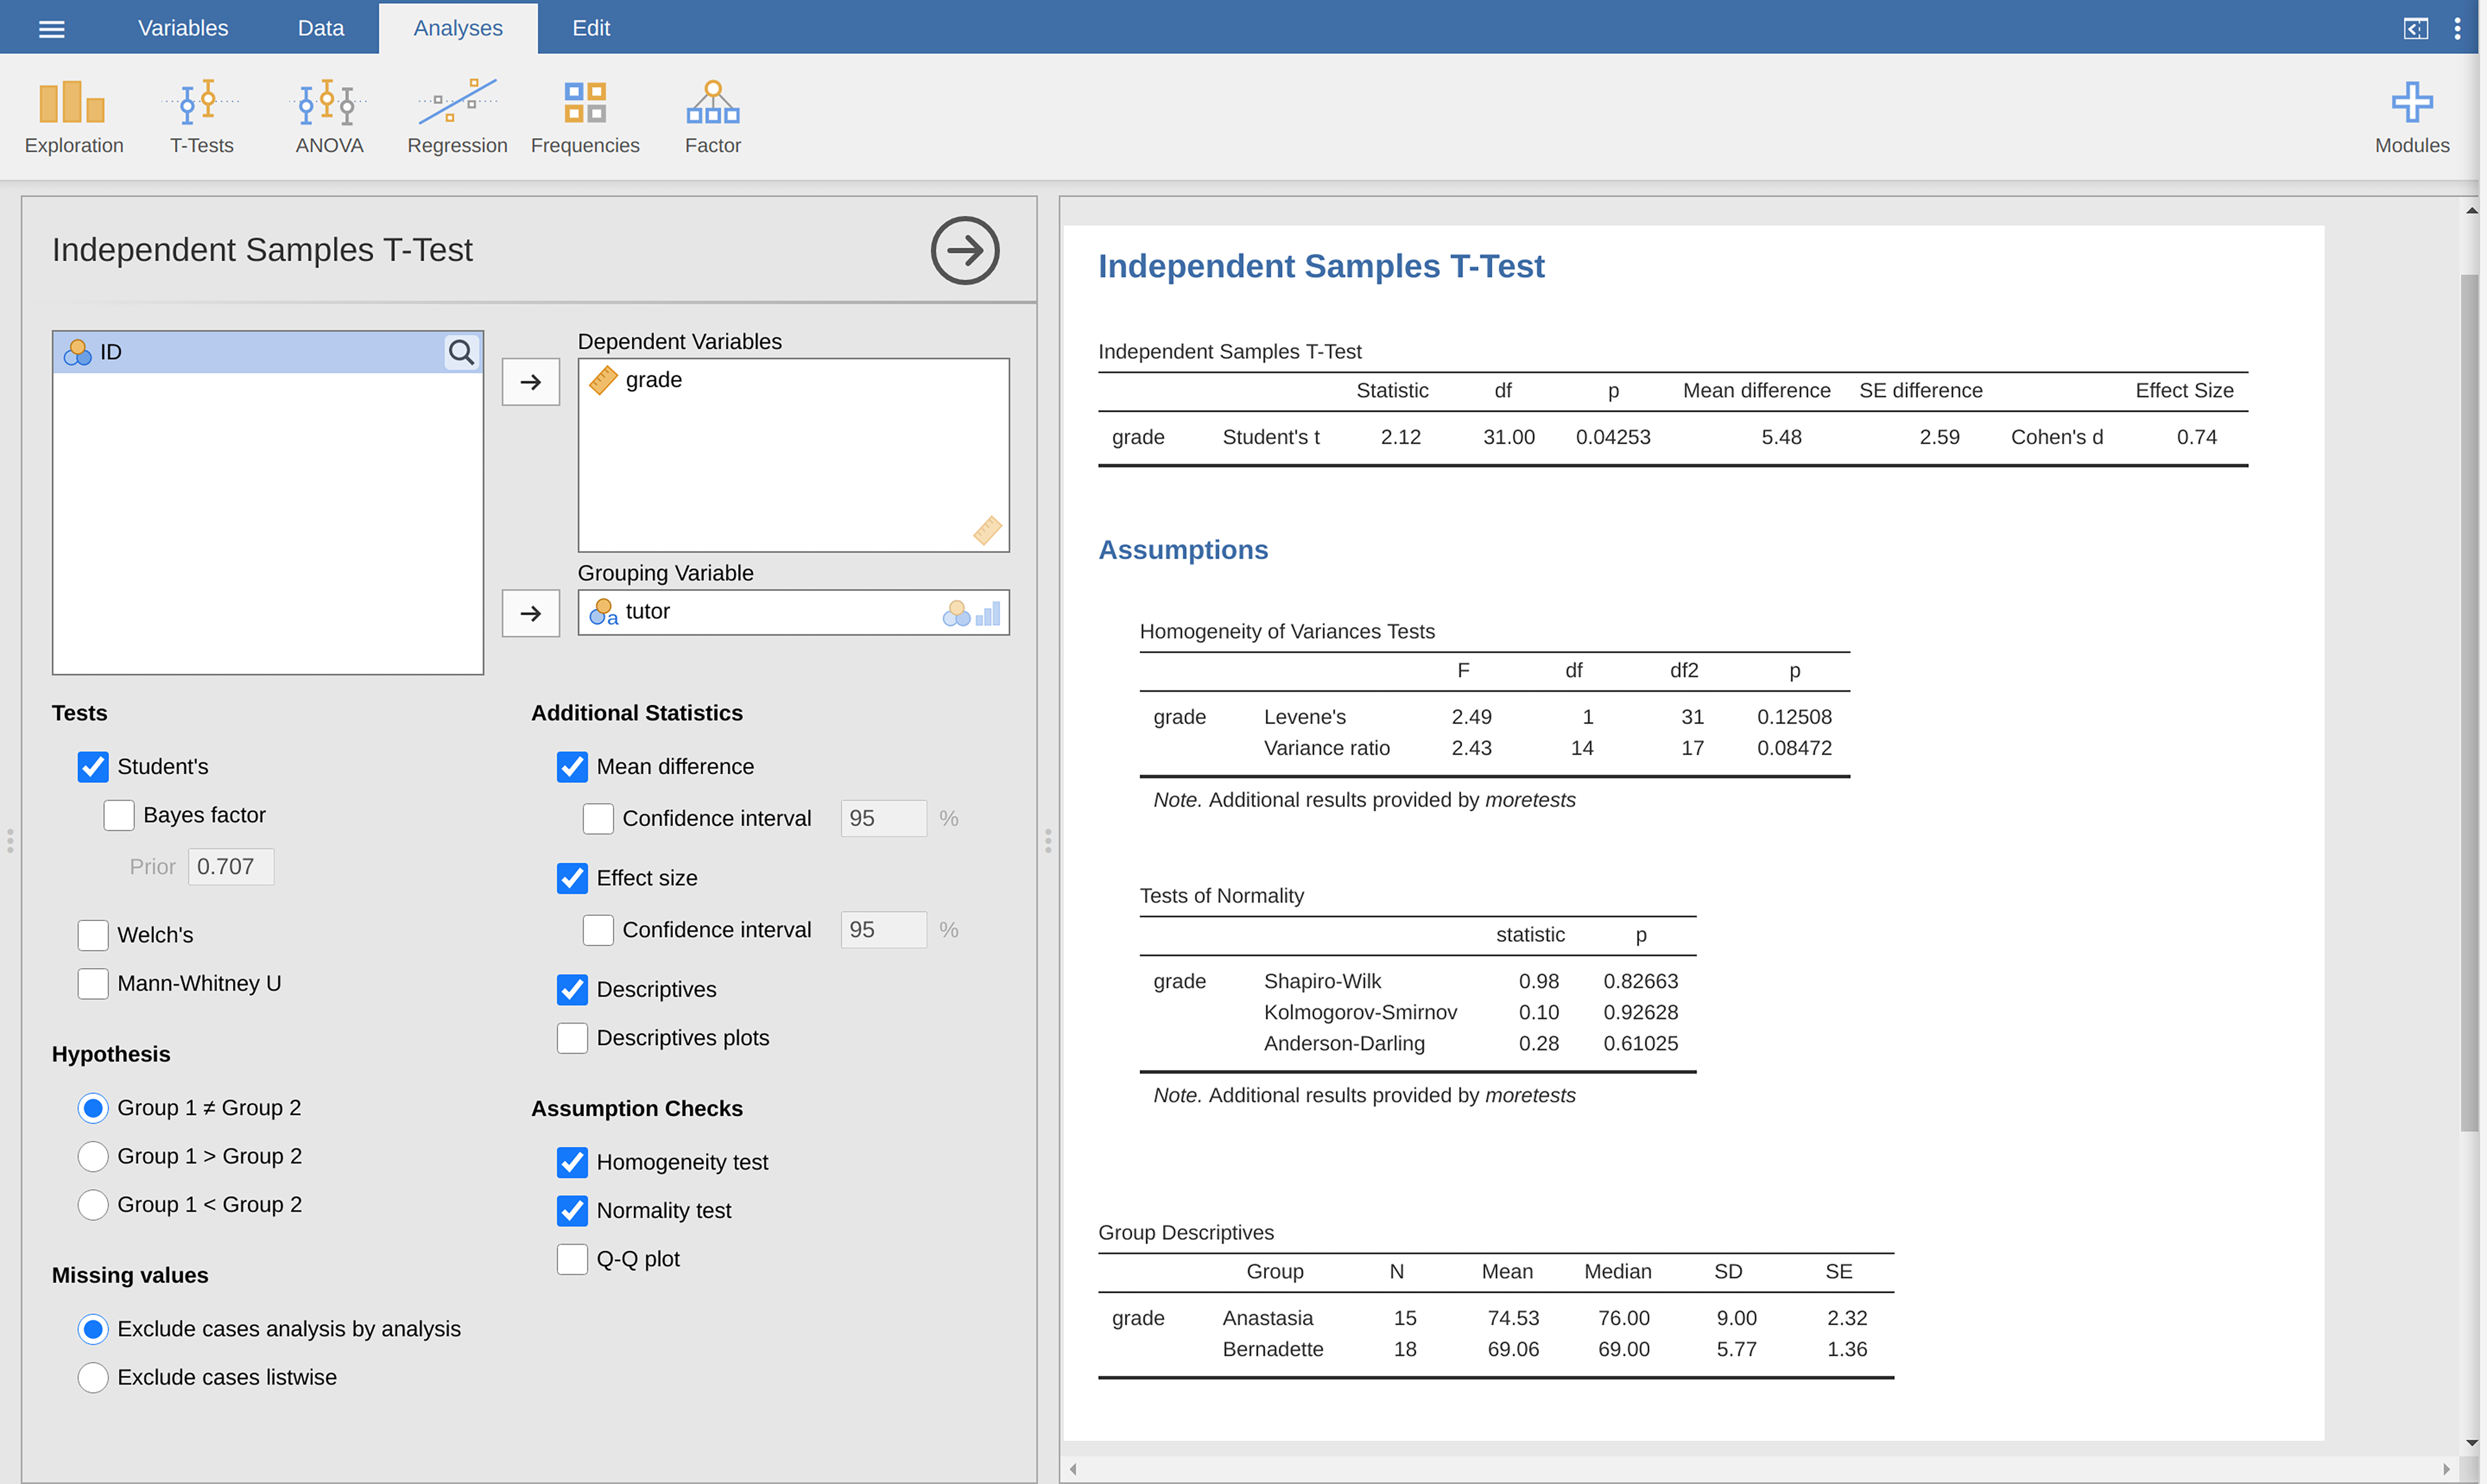 Variables Data Analyses Edit
Exploration T-Tests ANOVA Regression Frequencies Factor Modules
Independent Samples T-Test
ID
Dependent Variables
grade
Grouping Variable
a tutor
Tests
Student's
Bayes factor
Prior 0.707
Welch's
Mann-Whitney U
Hypothesis
Group 1 ≠ Group 2
Group 1 > Group 2
Group 1 < Group 2
Missing values
Exclude cases analysis by analysis
Exclude cases listwise
Additional Statistics
Mean difference
Confidence interval 95 %
Effect size
Confidence interval 95 %
Descriptives
Descriptives plots
Assumption Checks
Homogeneity test
Normality test
Q-Q plot
Independent Samples T-Test
Independent Samples T-Test
Statistic df p Mean difference SE difference Effect Size
grade Student's t 2.12 31.00 0.04253 5.48 2.59 Cohen's d 0.74
Assumptions
Homogeneity of Variances Tests
F df df2 p
grade Levene's 2.49 1 31 0.12508
Variance ratio 2.43 14 17 0.08472
Note. Additional results provided by moretests
Tests of Normality
statistic p
grade Shapiro-Wilk 0.98 0.82663
Kolmogorov-Smirnov 0.10 0.92628
Anderson-Darling 0.28 0.61025
Note. Additional results provided by moretests
Group Descriptives
Group N Mean Median SD SE
grade Anastasia 15 74.53 76.00 9.00 2.32
Bernadette 18 69.06 69.00 5.77 1.36